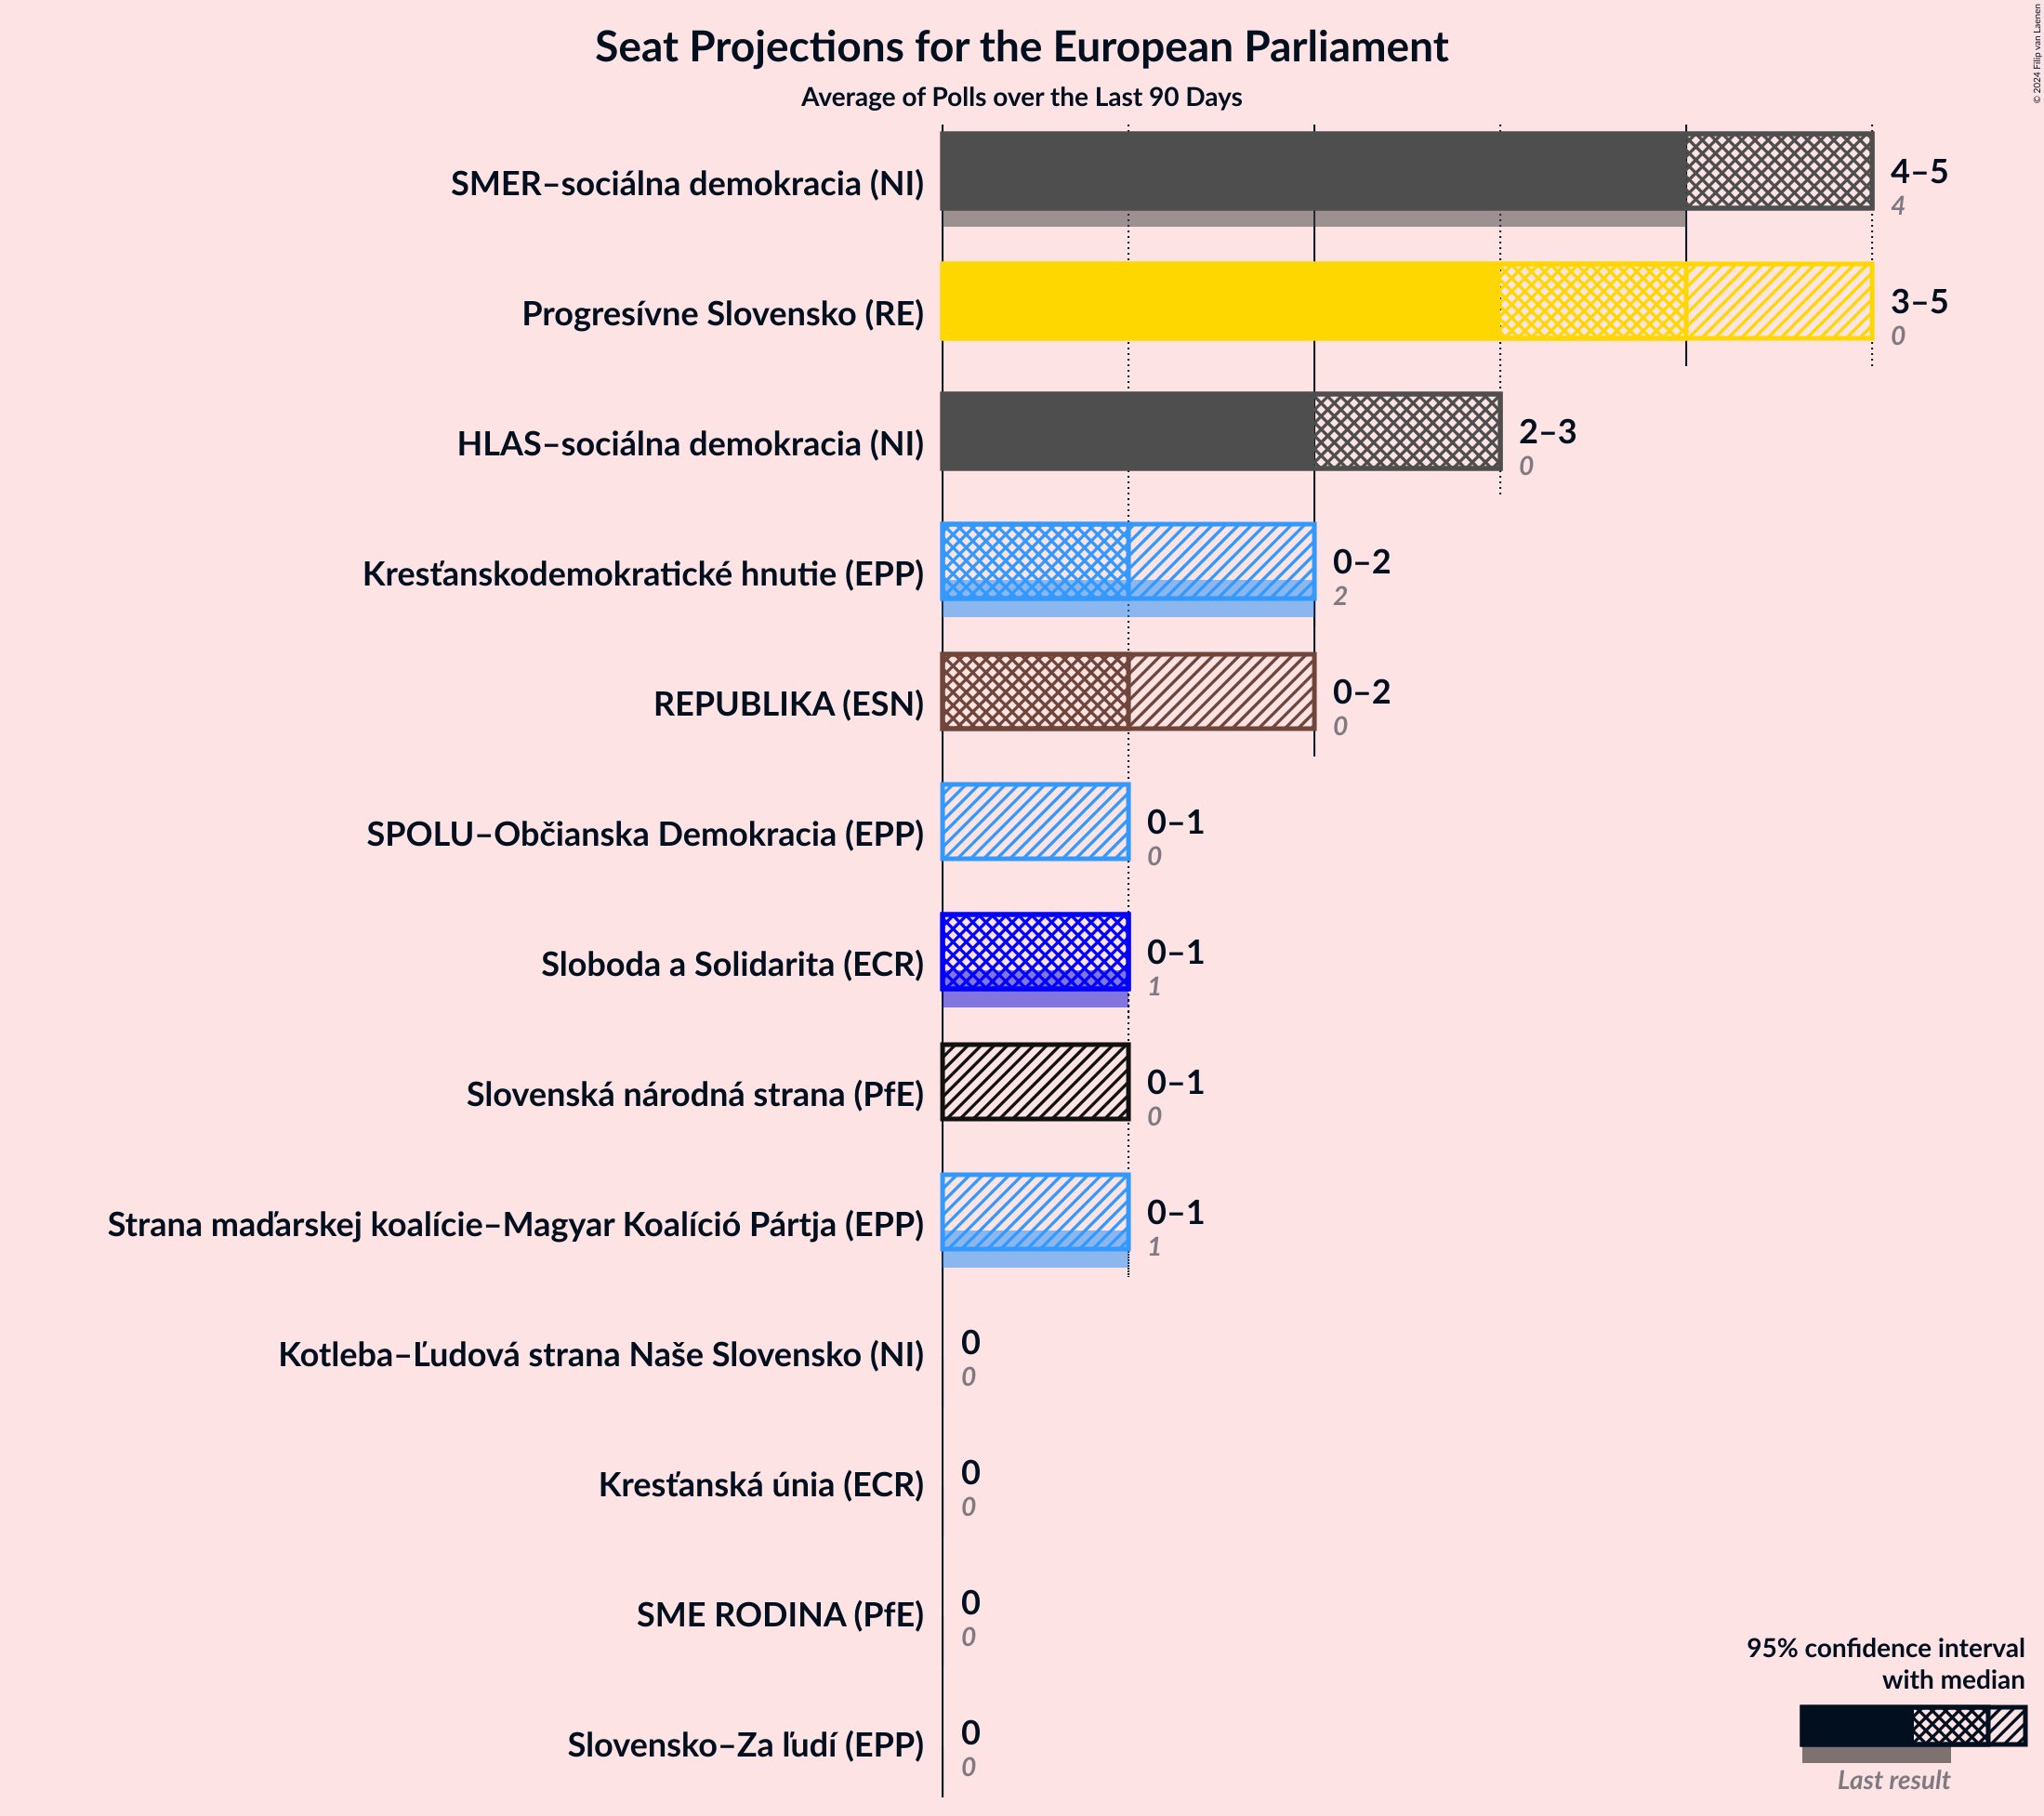 Seat Projections for the European Parliament
Average of Polls over the Last 90 Days
© 2024 Filip van Laenen
SMER–sociálna demokracia (NI)
4–5
4
Progresívne Slovensko (RE)
3–5
0
HLAS–sociálna demokracia (NI)
2–3
0
Kresťanskodemokratické hnutie (EPP)
0–2
2
REPUBLIKA (ESN)
0–2
0
SPOLU–Občianska Demokracia (EPP)
0–1
0
Sloboda a Solidarita (ECR)
0–1
1
Slovenská národná strana (PfE)
0–1
0
Strana maďarskej koalície–Magyar Koalíció Pártja (EPP)
0–1
1
Kotleba–Ľudová strana Naše Slovensko (NI)
0
0
Kresťanská únia (ECR)
0
0
SME RODINA (PfE)
0
0
Slovensko–Za ľudí (EPP)
0
0
95% confidence interval
with median
Last result